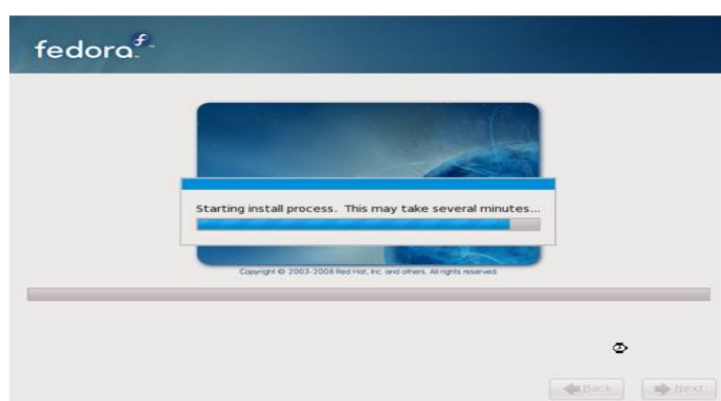 fedora
Starting install process. This may take several minutes...
Copyright © 2003-2008 Red Hat, Inc. and others. All rights reserved.
Back
Next